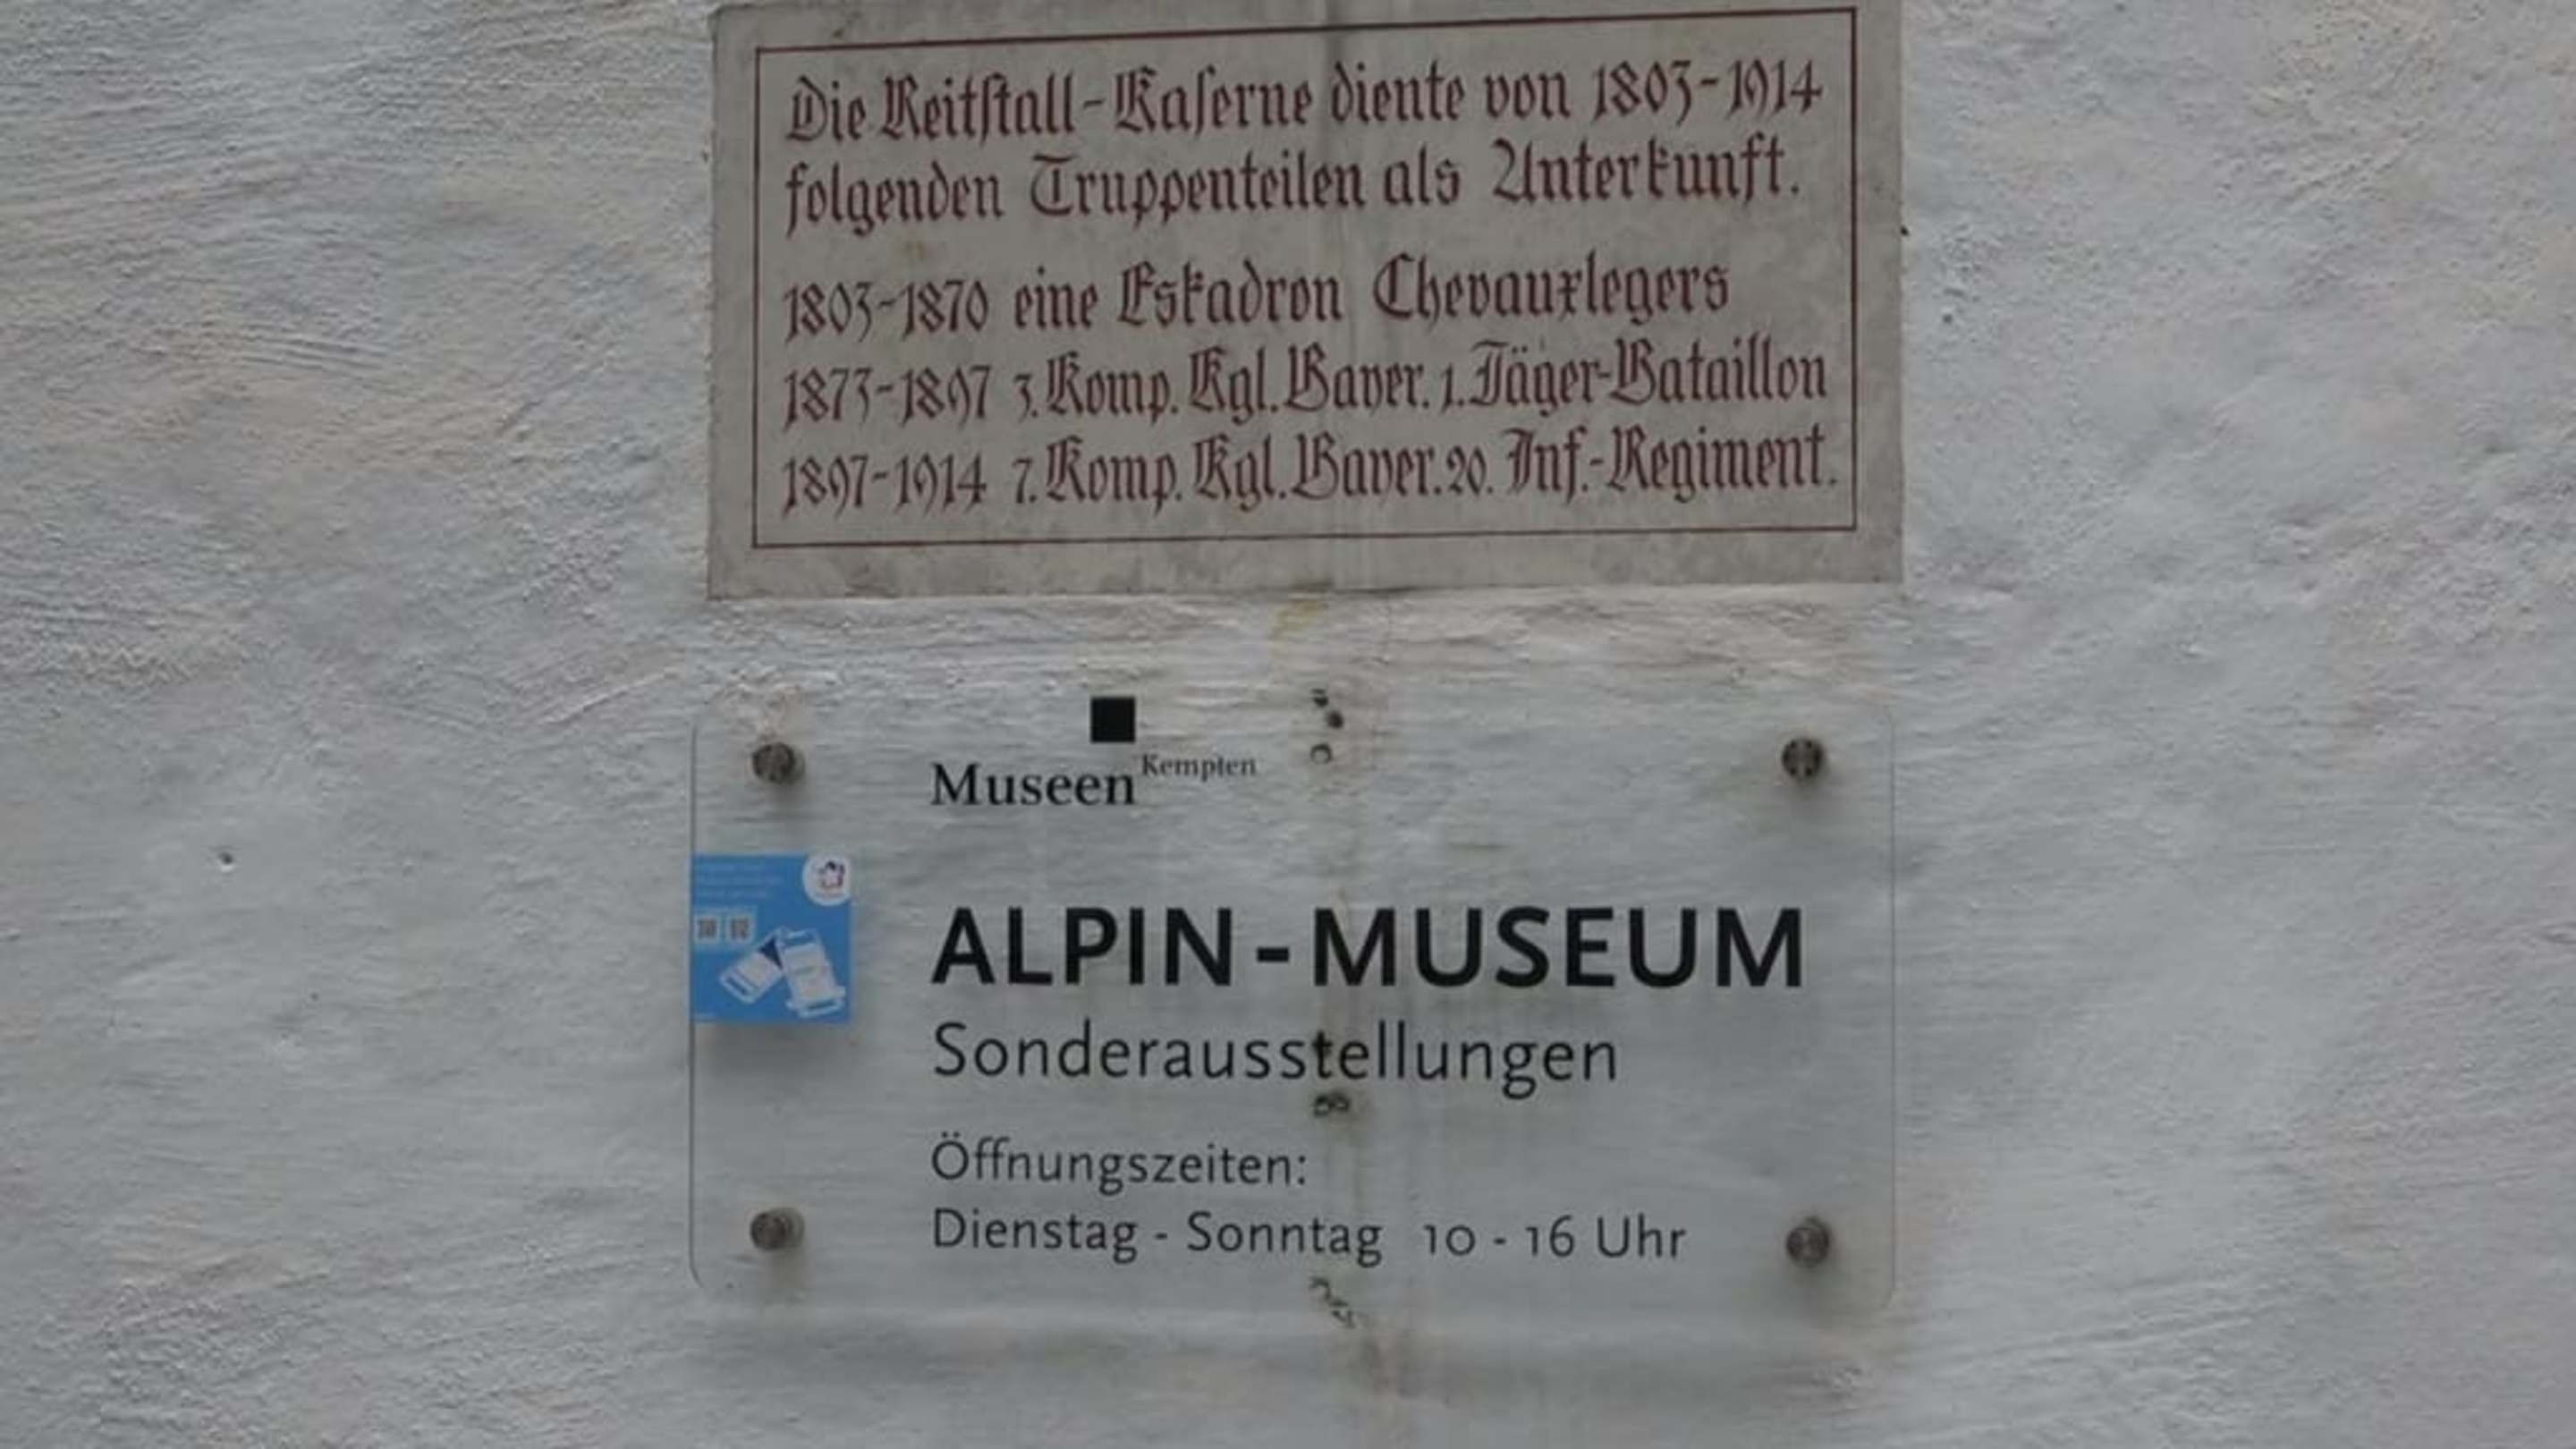 Die Reitstall-Kaserne diente von 1803-1914
folgenden Truppenteilen als Unterkunft.
1803-1870 eine Eskadron Chevauxlegers
1873-1897 3. Komp. Kgl. Bayer. 1. Jäger-Bataillon
1897-1914 7. Komp. Kgl. Bayer. 20. Inf.-Regiment.
Museen Kempten
ALPIN-MUSEUM
Sonderausstellungen
Öffnungszeiten:
Dienstag - Sonntag 10 - 16 Uhr